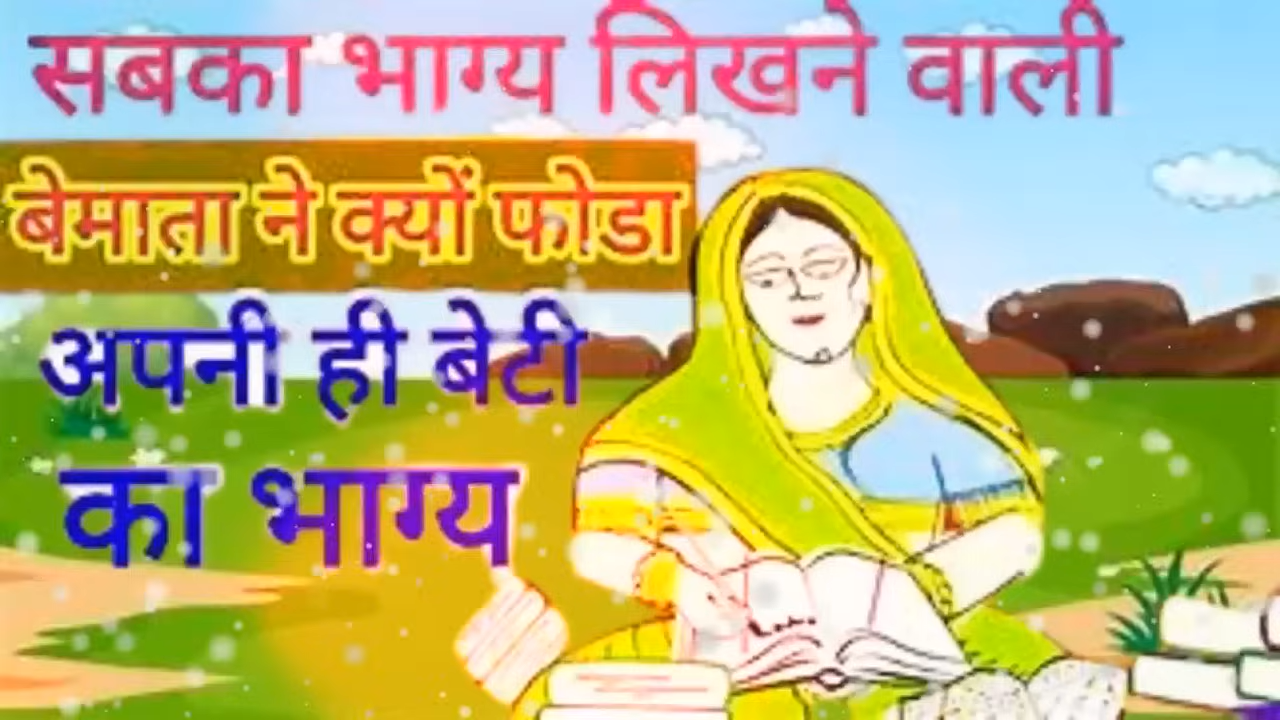 सबका भाग्य लिखने वाली
बेमाता ने क्यों फोडा
अपनी ही बेटी
का भाग्य